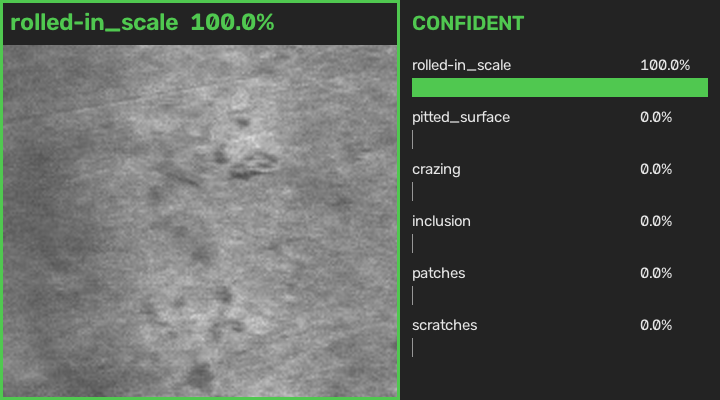 rolled-in_scale 100.0%
CONFIDENT
rolled-in_scale 100.0%
pitted_surface 0.0%
crazing 0.0%
inclusion 0.0%
patches 0.0%
scratches 0.0%